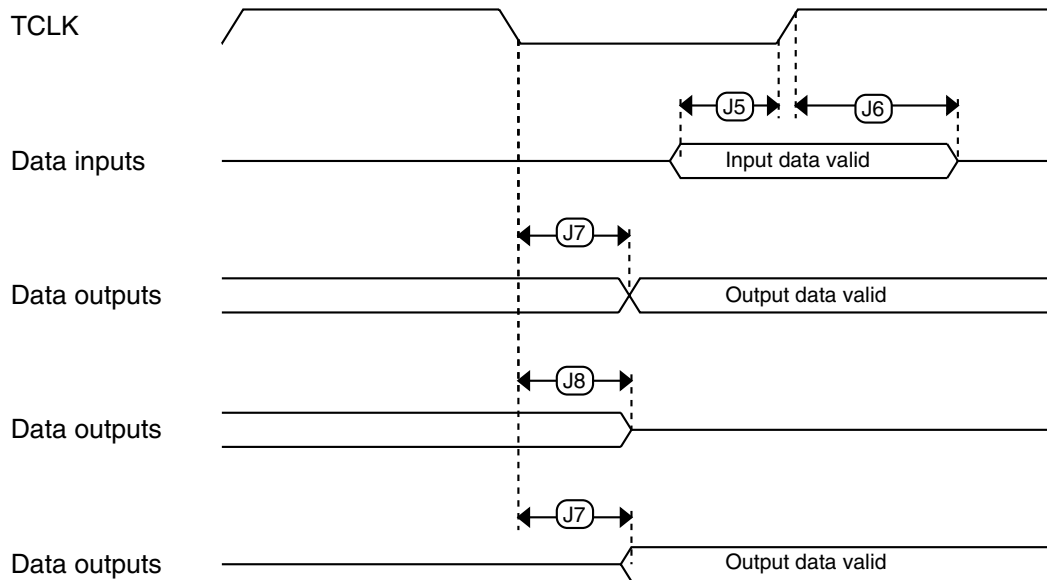 TCLK
J5
J6
Data inputs
Input data valid
J7
Data outputs
Output data valid
J8
Data outputs
J7
Data outputs
Output data valid